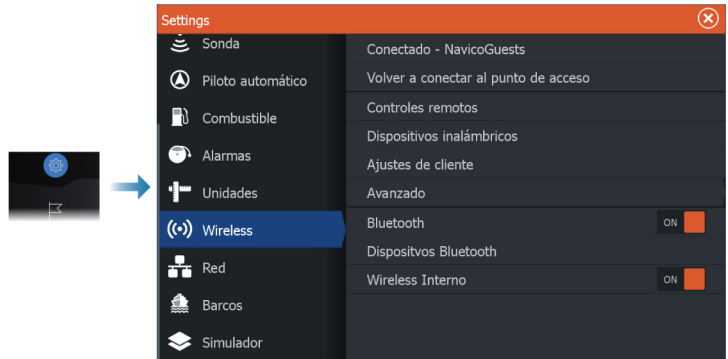 Settings
Sonda
Piloto automático
Combustible
Alarmas
Unidades
Wireless
Red
Barcos
Simulador
Conectado - NavicoGuests
Volver a conectar al punto de acceso
Controles remotos
Dispositivos inalámbricos
Ajustes de cliente
Avanzado
Bluetooth ON
Dispositvos Bluetooth
Wireless Interno ON